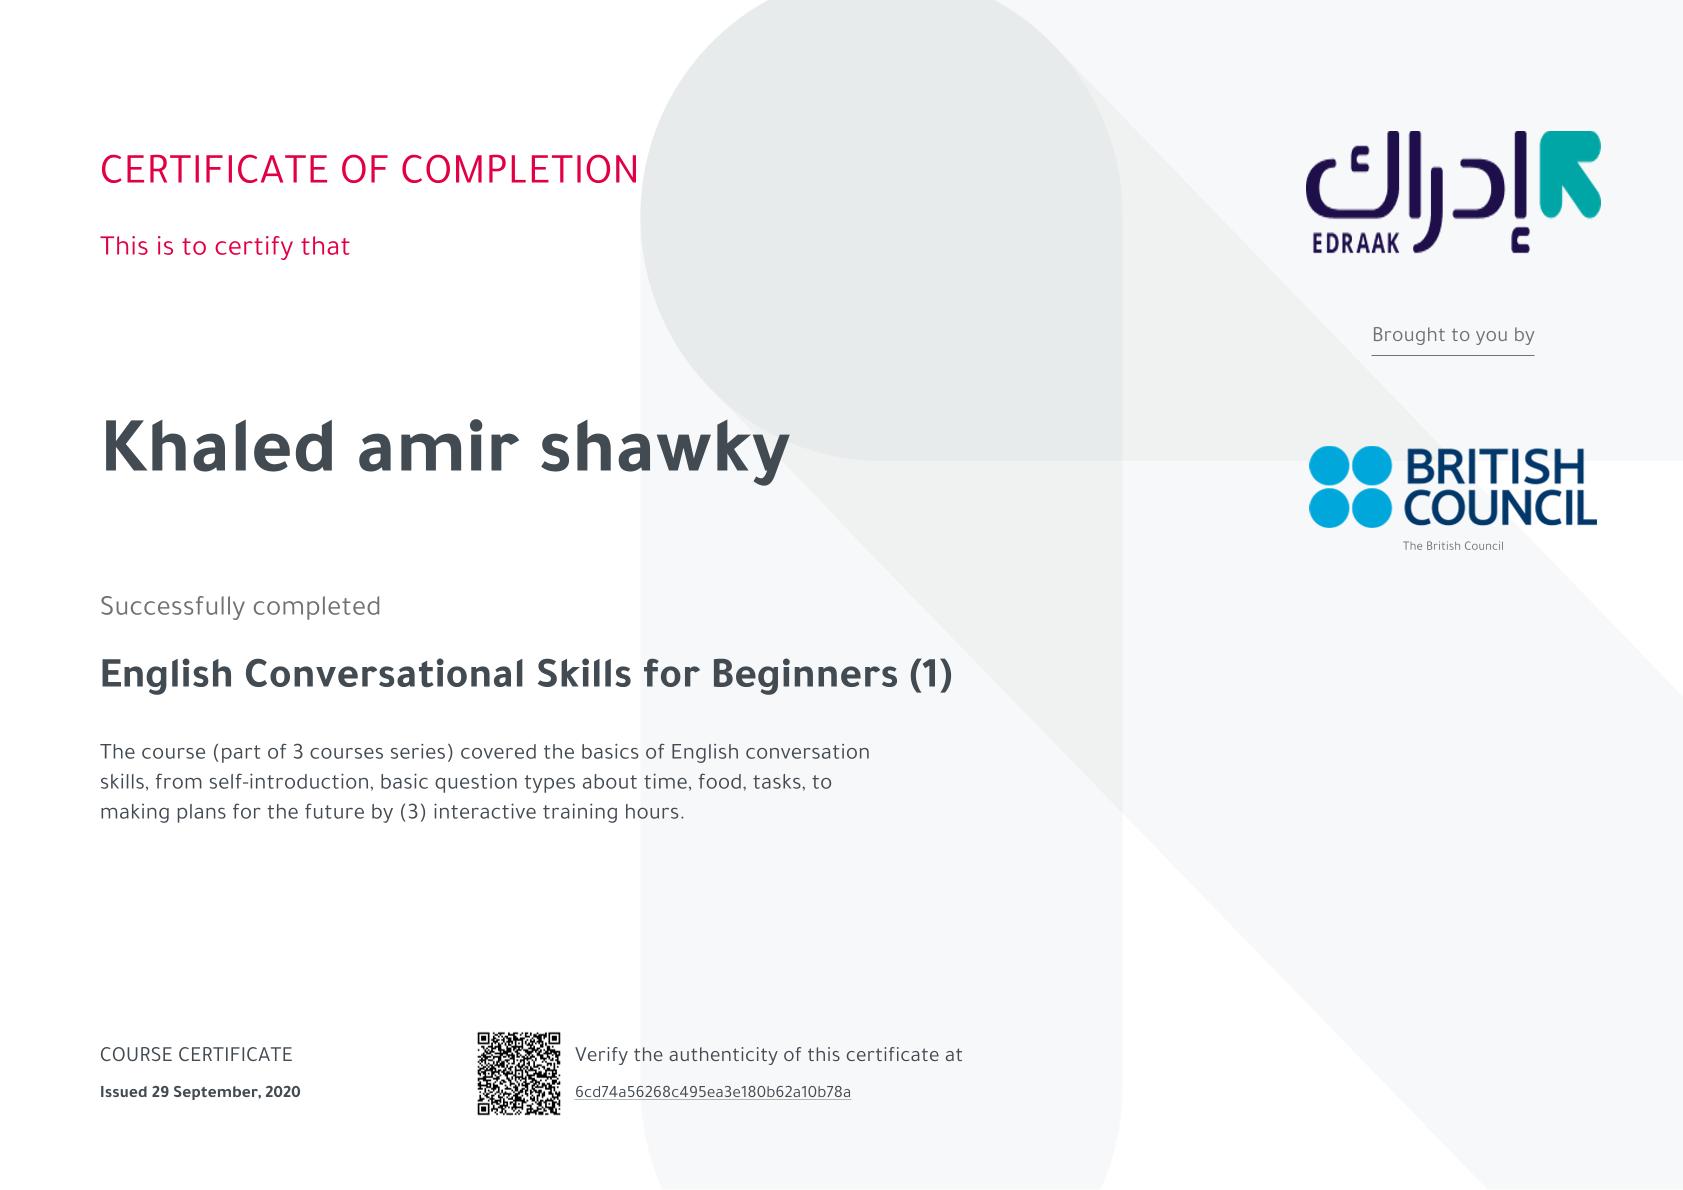 CERTIFICATE OF COMPLETION
This is to certify that
Khaled amir shawky
Successfully completed
English Conversational Skills for Beginners (1)
The course (part of 3 courses series) covered the basics of English conversation
skills, from self-introduction, basic question types about time, food, tasks, to
making plans for the future by (3) interactive training hours.
COURSE CERTIFICATE
Issued 29 September, 2020
Verify the authenticity of this certificate at
6cd74a56268c495ea3e180b62a10b78a
إدراك
EDRAAK
Brought to you by
BRITISH
COUNCIL
The British Council